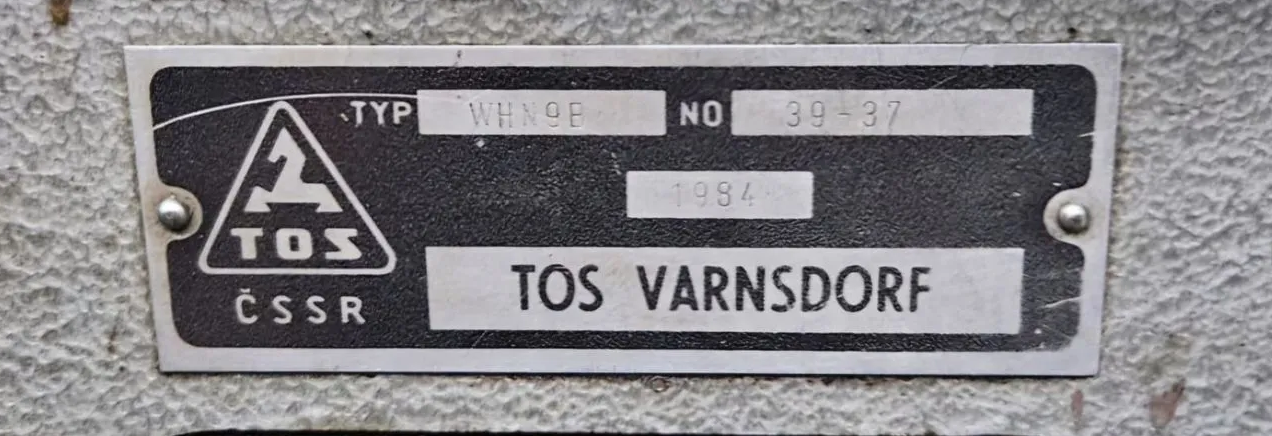 TYP WHN9B NO 39-37
1984
TOS
ČSSR
TOS VARNSDORF